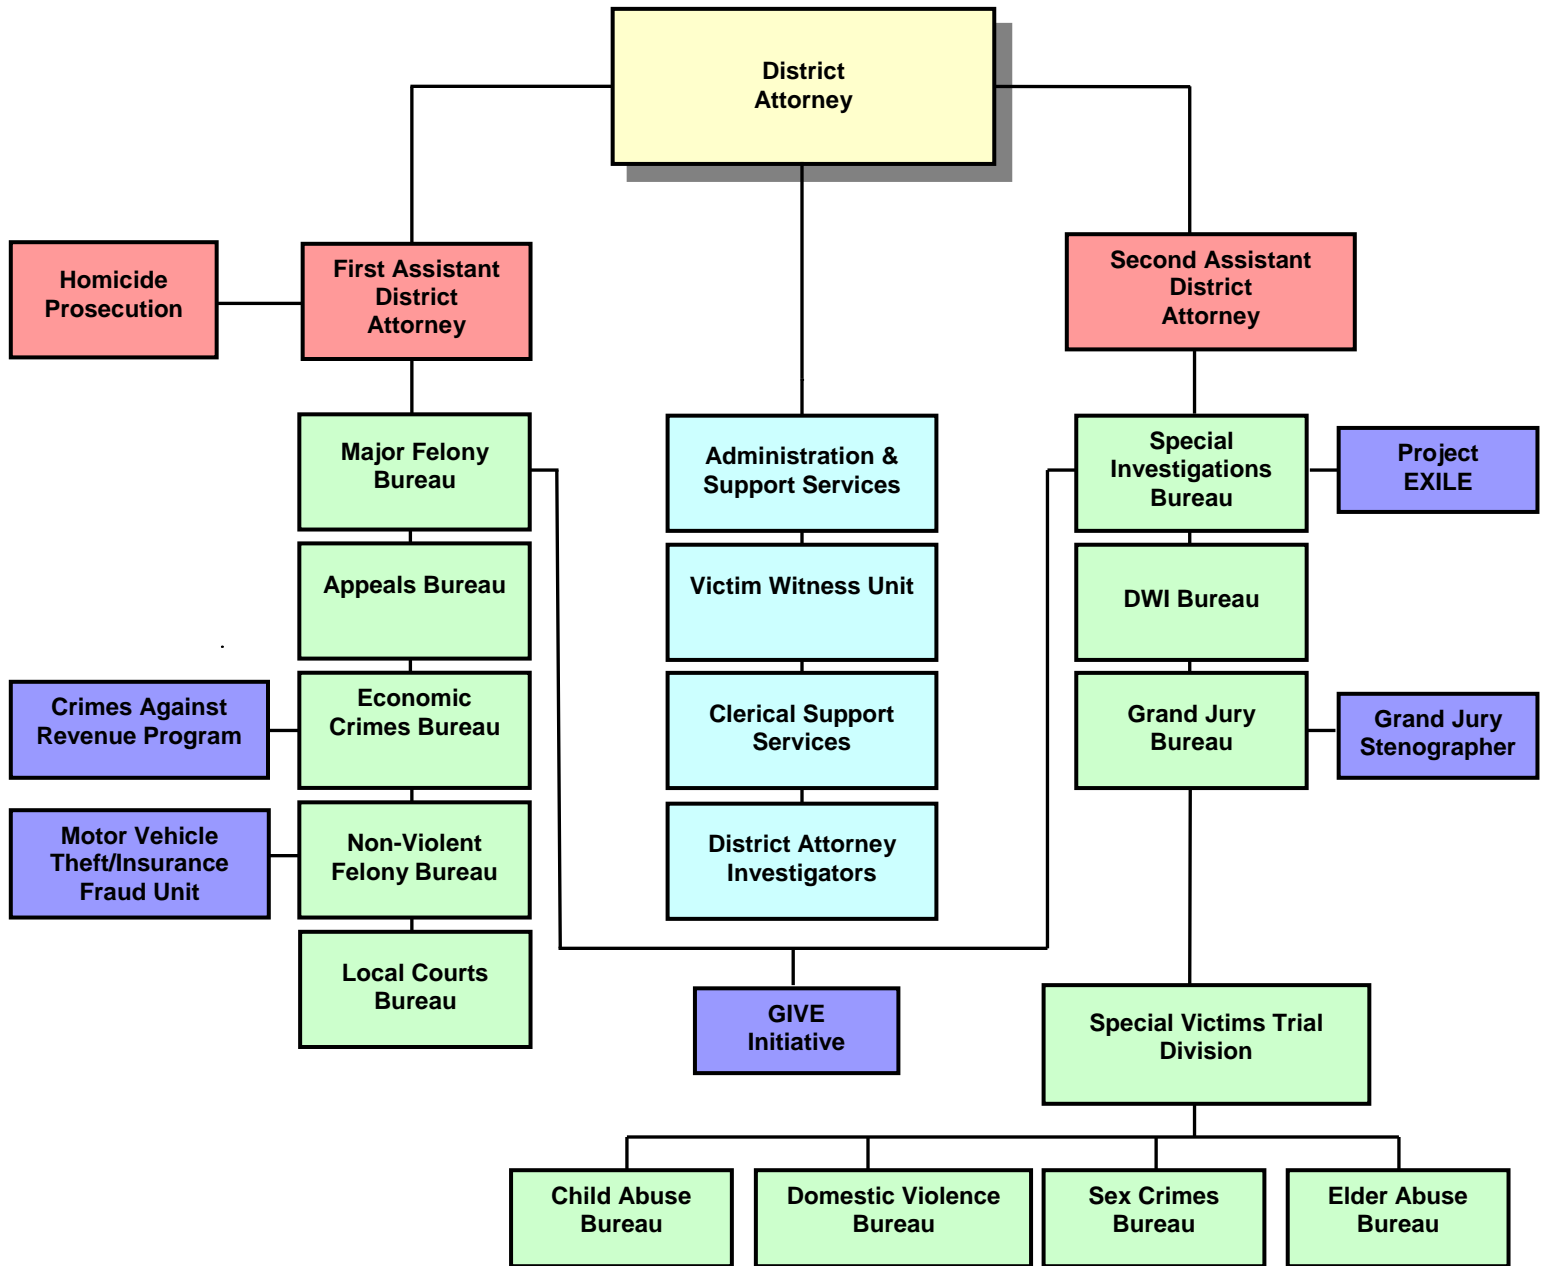 District
Attorney
Homicide
Prosecution
First Assistant
District
Attorney
Second Assistant
District
Attorney
Major Felony
Bureau
Administration &
Support Services
Special
Investigations
Bureau
Project
EXILE
Appeals Bureau
Victim Witness Unit
DWI Bureau
Crimes Against
Revenue Program
Economic
Crimes Bureau
Clerical Support
Services
Grand Jury
Bureau
Grand Jury
Stenographer
Motor Vehicle
Theft/Insurance
Fraud Unit
Non-Violent
Felony Bureau
District Attorney
Investigators
Local Courts
Bureau
GIVE
Initiative
Special Victims Trial
Division
Child Abuse
Bureau
Domestic Violence
Bureau
Sex Crimes
Bureau
Elder Abuse
Bureau